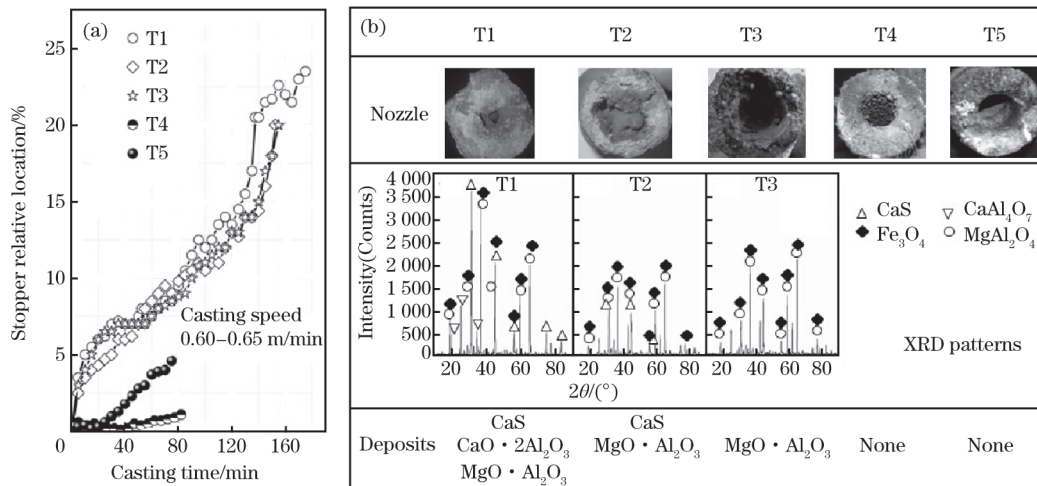 (a)
T1
T2
T3
T4
T5
25
20
15
10
5
0
Stopper relative location/%
Casting speed
0.60–0.65 m/min
0 40 80 120 160
Casting time/min
(b)
T1 T2 T3 T4 T5
Nozzle
4 000
3 500
2 500
2 000
1 500
1 000
500
0
Intensity(Counts)
T1 T2 T3
20 40 60 80 20 40 60 80 20 40 60 80
2θ/(°)
CaS CaAl₄O₇
Fe₃O₄ MgAl₂O₄
XRD patterns
Deposits
CaS
CaO·2Al₂O₃
MgO·Al₂O₃
CaS
MgO·Al₂O₃
MgO·Al₂O₃
None
None